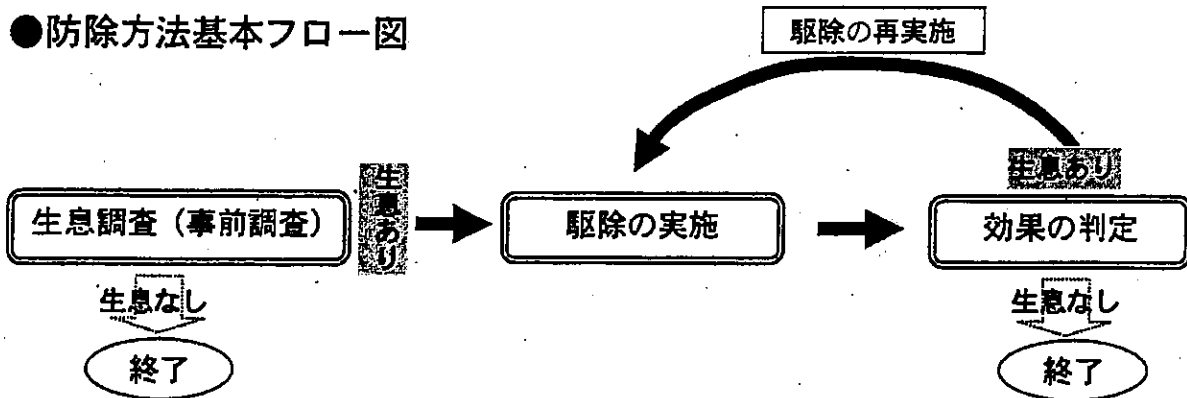 ●防除方法基本フロー図
駆除の再実施
生息調査（事前調査）
生息あり
駆除の実施
生息あり
効果の判定
生息なし
終了
生息なし
終了